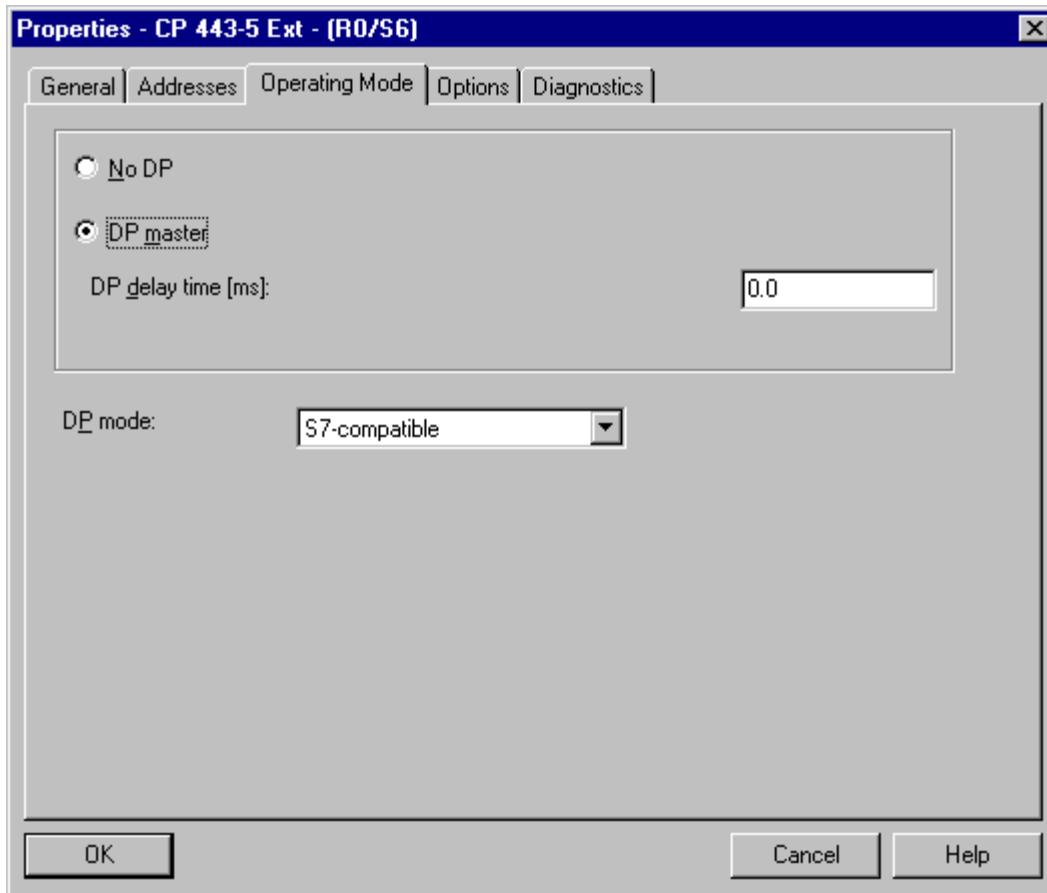 Properties - CP 443-5 Ext - (R0/S6)
General Addresses Operating Mode Options Diagnostics
No DP
DP master
DP delay time [ms]: 0.0
DP mode: S7-compatible
OK Cancel Help